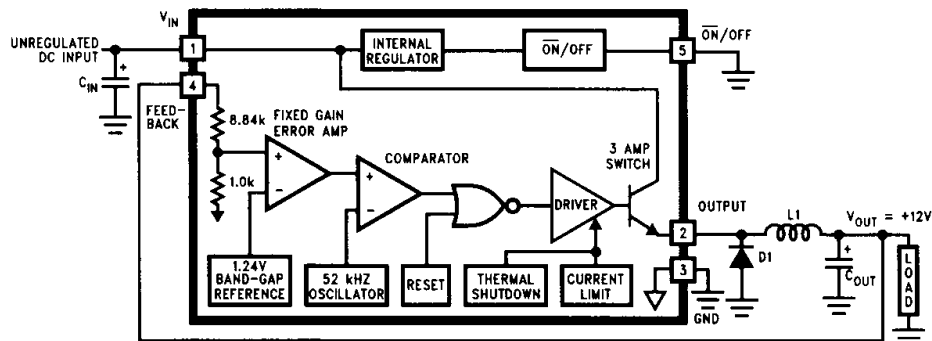 V_IN
UNREGULATED
DC INPUT
1
INTERNAL
REGULATOR
O̅N̅/OFF
5
O̅N̅/OFF
+
C_IN
4
FEED-
BACK
8.84k
1.0k
FIXED GAIN
ERROR AMP
+
−
COMPARATOR
+
−
3 AMP
SWITCH
DRIVER
OUTPUT
2
L1
V_OUT = +12V
D1
+
C_OUT
LOAD
3
GND
1.24V
BAND-GAP
REFERENCE
52 kHZ
OSCILLATOR
RESET
THERMAL
SHUTDOWN
CURRENT
LIMIT